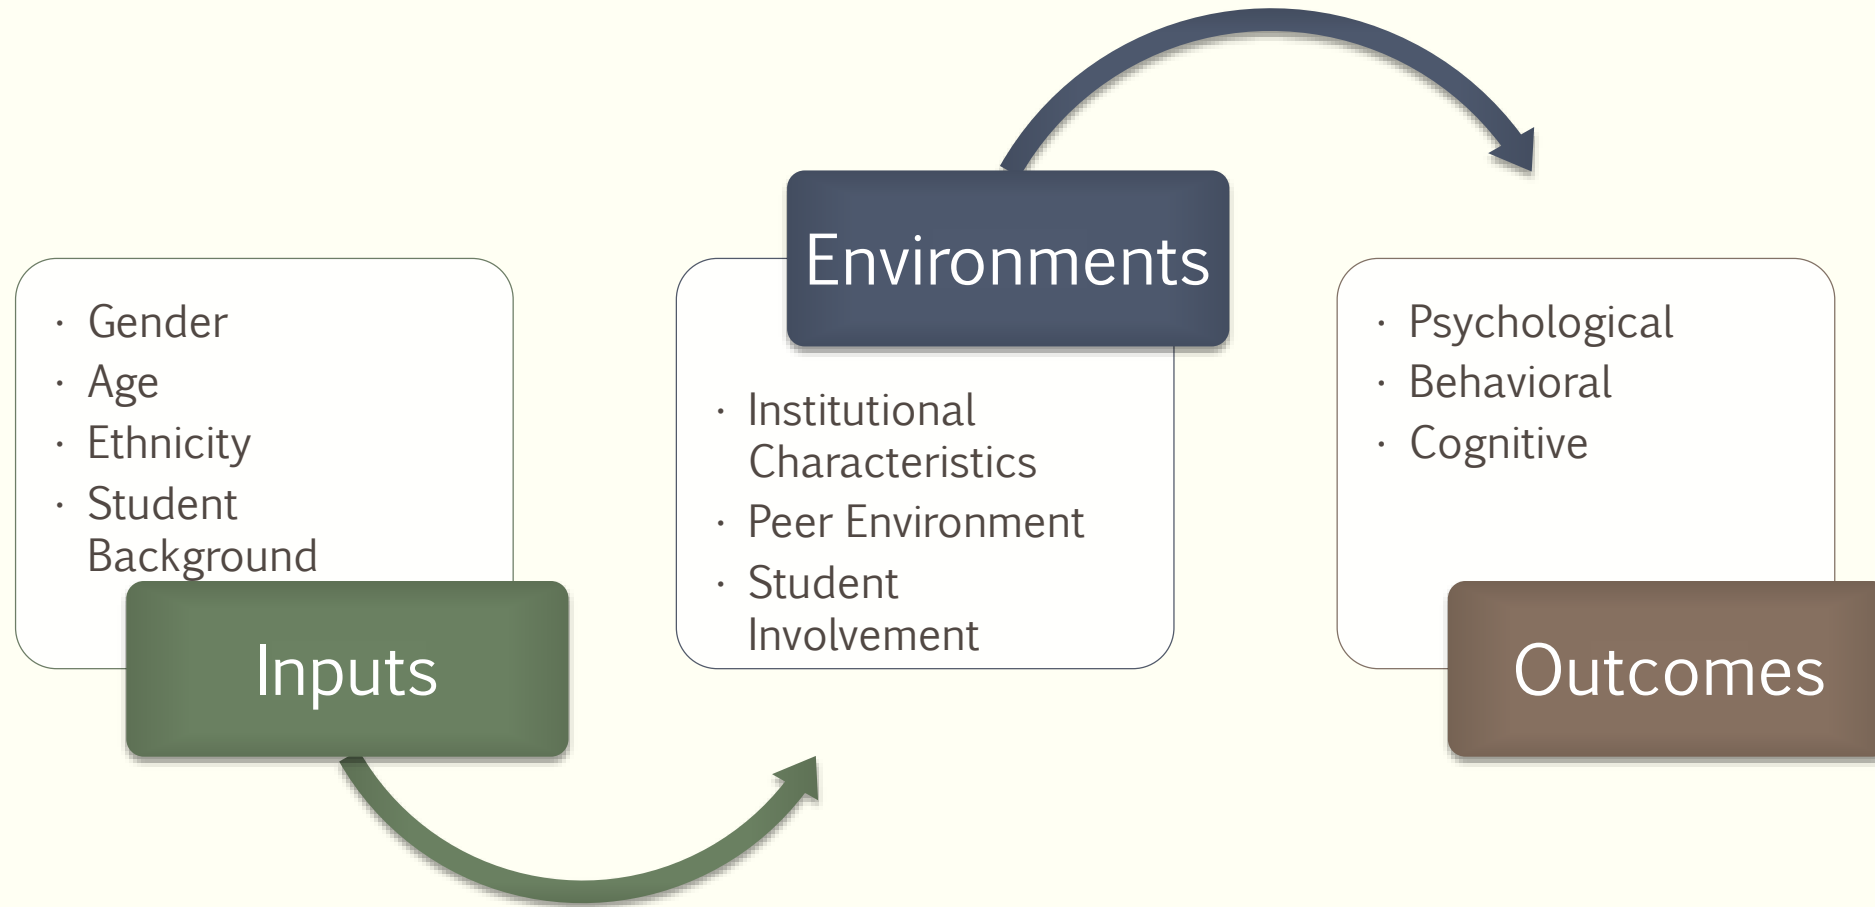 · Gender
· Age
· Ethnicity
· Student
Background
Inputs
Environments
· Institutional
Characteristics
· Peer Environment
· Student
Involvement
· Psychological
· Behavioral
· Cognitive
Outcomes